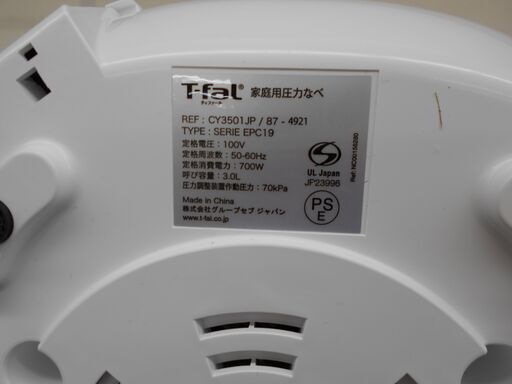 T-fal 家庭用圧力なべ
ティファール
REF : CY3501JP / 87 - 4921
TYPE : SERIE EPC19
定格電圧 : 100V
定格周波数 : 50-60Hz
定格消費電力 : 700W
呼び容量 : 3.0L
圧力調整装置作動圧力 : 70kPa
Made in China
株式会社グループセブ ジャパン
www.t-fal.co.jp
S
UL Japan
JF23996
PS
E
Ref: NC00156280